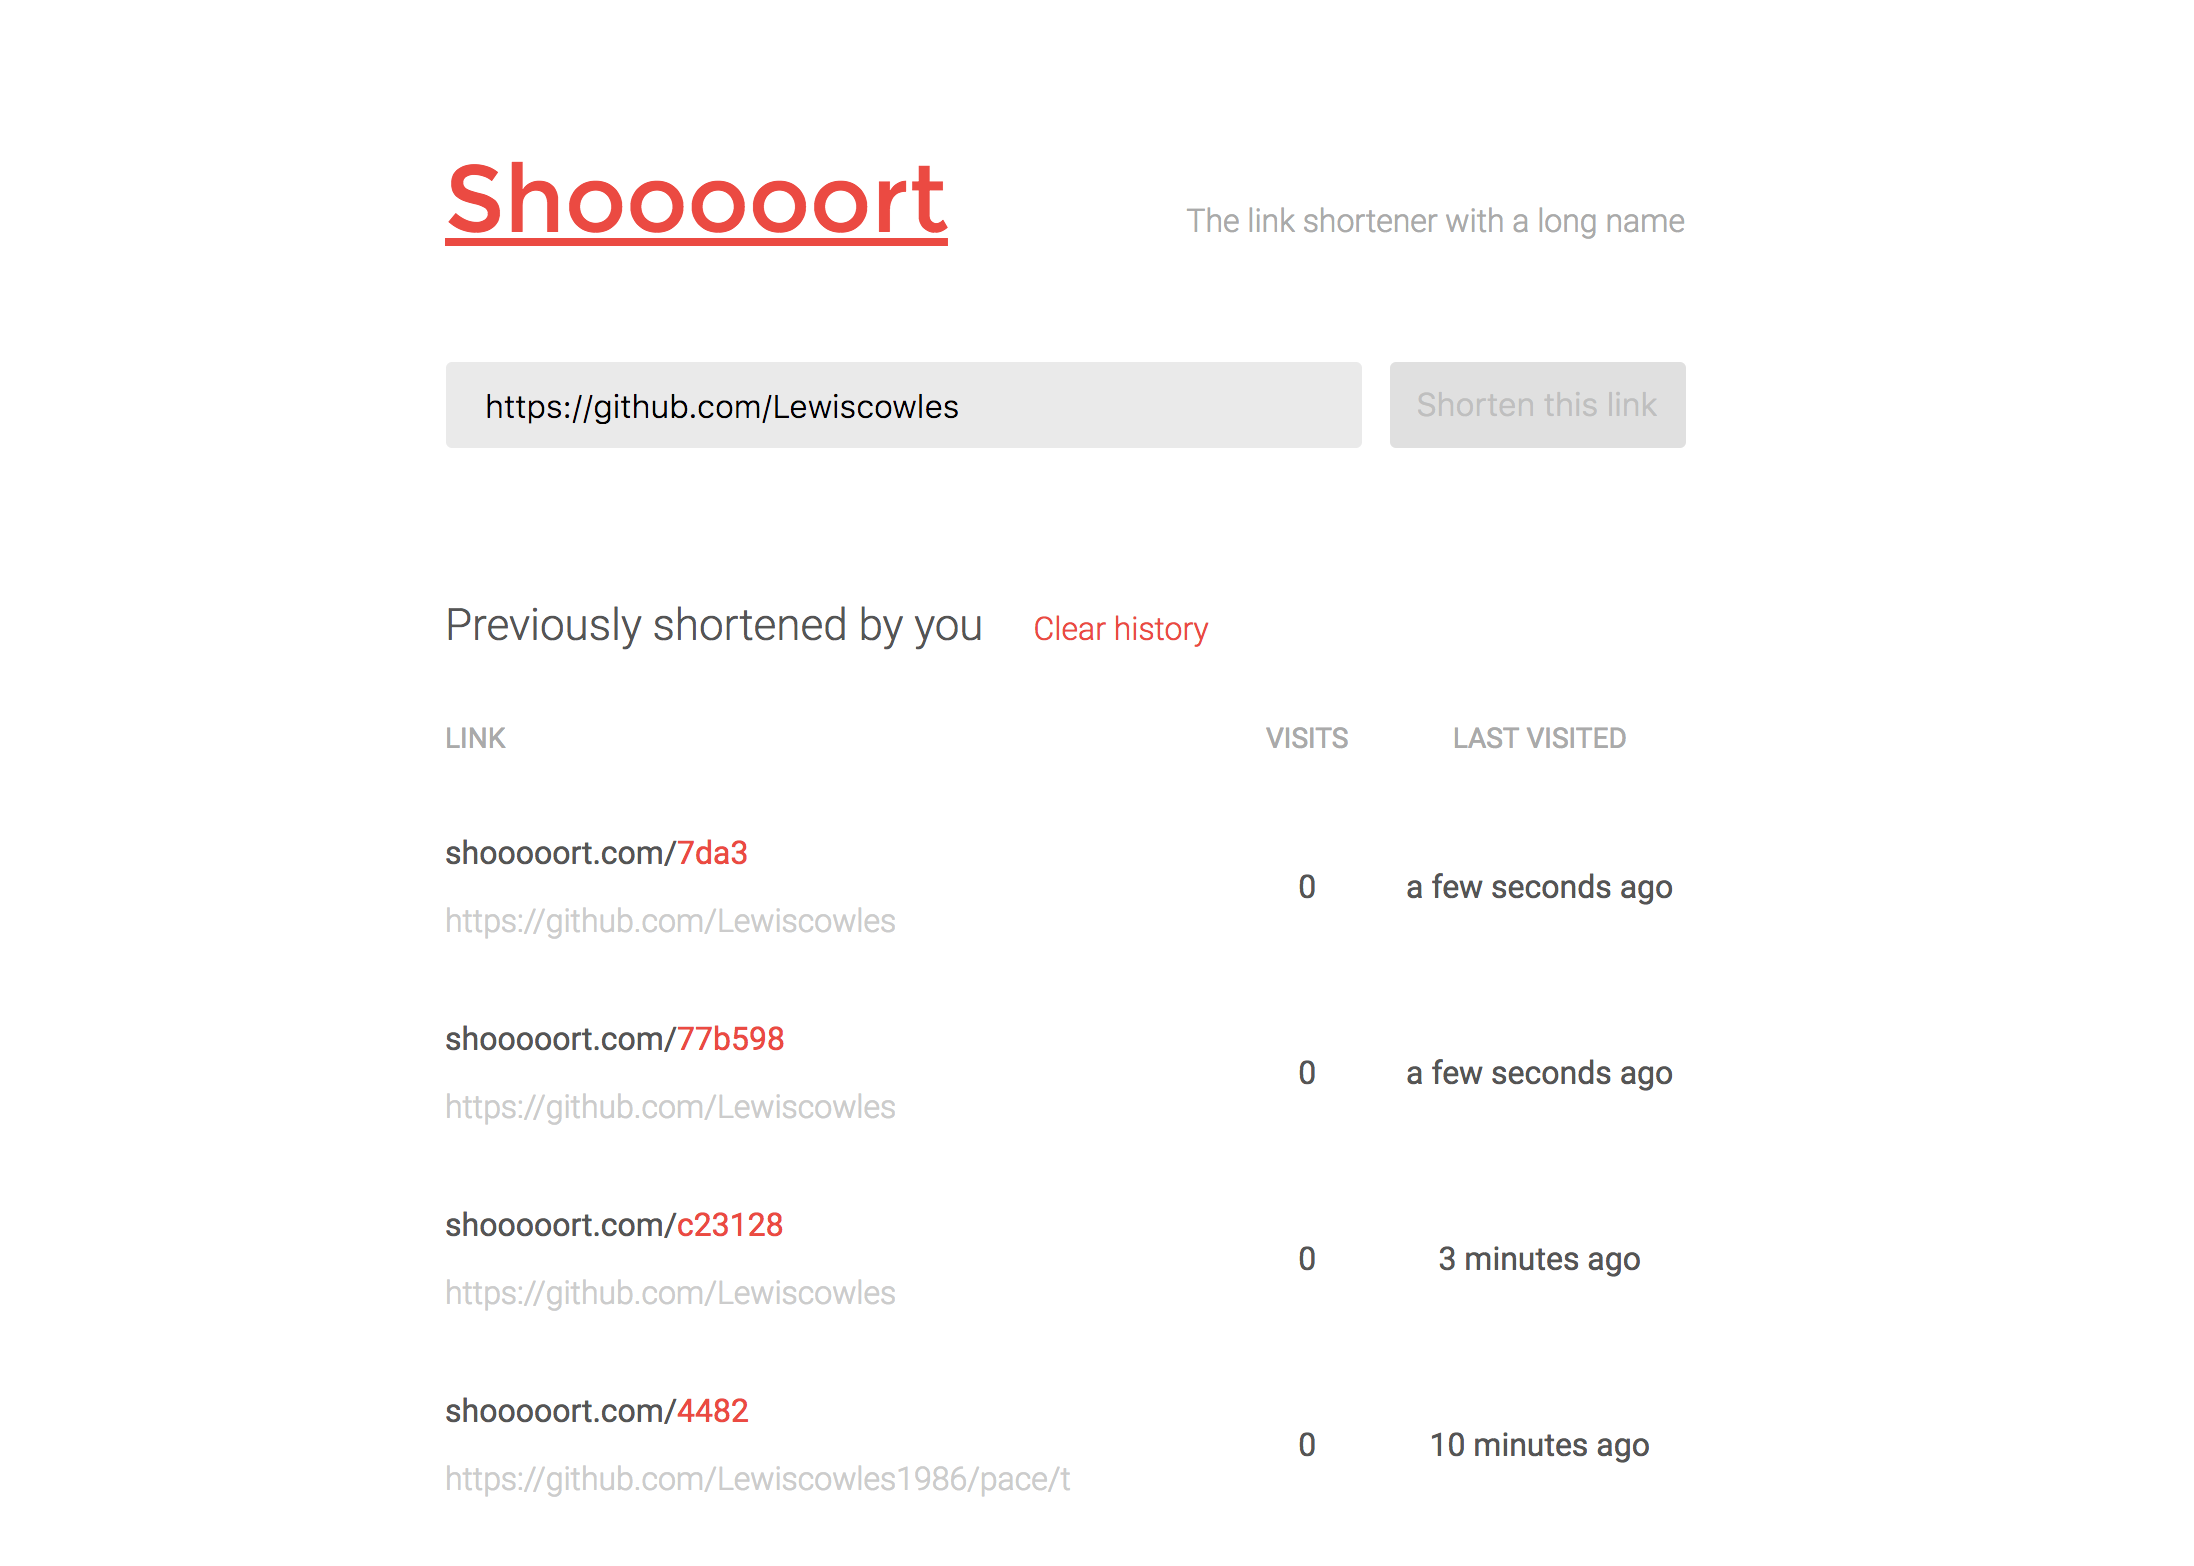 Shooooort
The link shortener with a long name
https://github.com/Lewiscowles
Shorten this link
Previously shortened by you
Clear history
LINK VISITS LAST VISITED
shooooort.com/7da3
0 a few seconds ago
https://github.com/Lewiscowles
shooooort.com/77b598
0 a few seconds ago
https://github.com/Lewiscowles
shooooort.com/c23128
0 3 minutes ago
https://github.com/Lewiscowles
shooooort.com/4482
0 10 minutes ago
https://github.com/Lewiscowles1986/pace/t